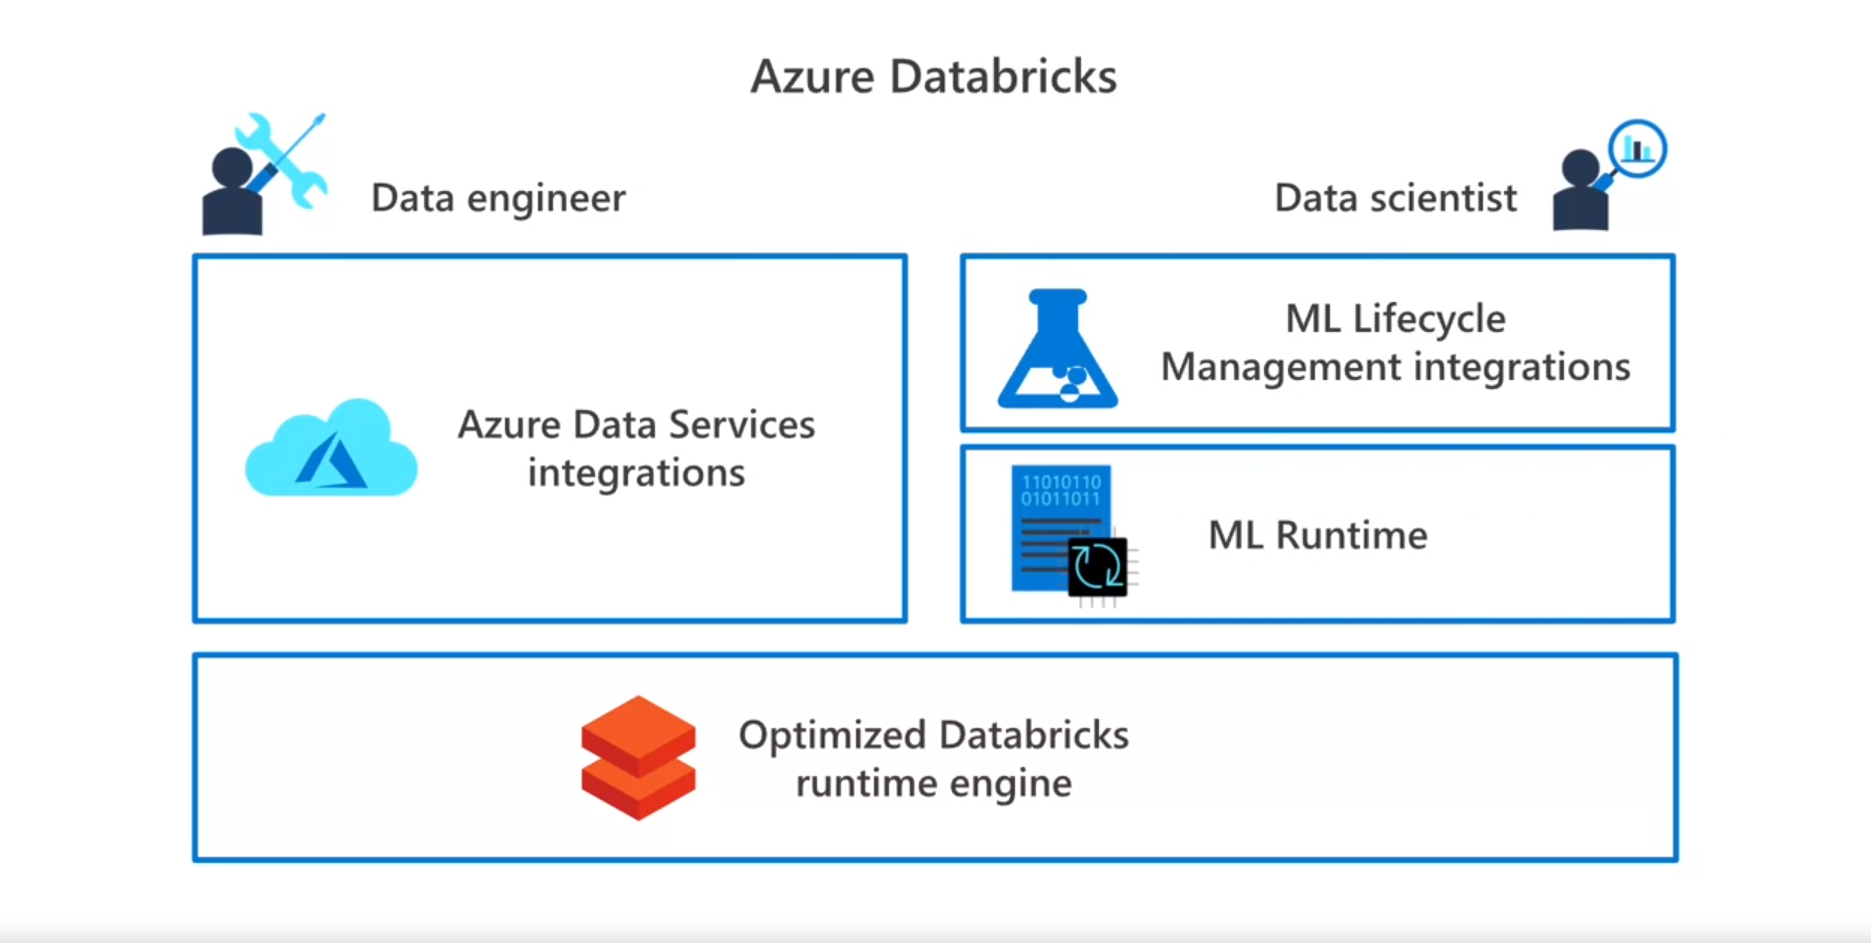 Azure Databricks
Data engineer
Data scientist
Azure Data Services
integrations
ML Lifecycle
Management integrations
11010110
01011011
ML Runtime
Optimized Databricks
runtime engine